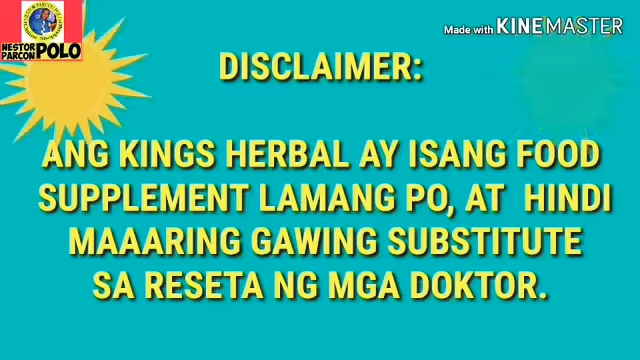 NESTOR
PARCON POLO
Made with KINEMASTER
DISCLAIMER:
ANG KINGS HERBAL AY ISANG FOOD
SUPPLEMENT LAMANG PO, AT HINDI
MAAARING GAWING SUBSTITUTE
SA RESETA NG MGA DOKTOR.